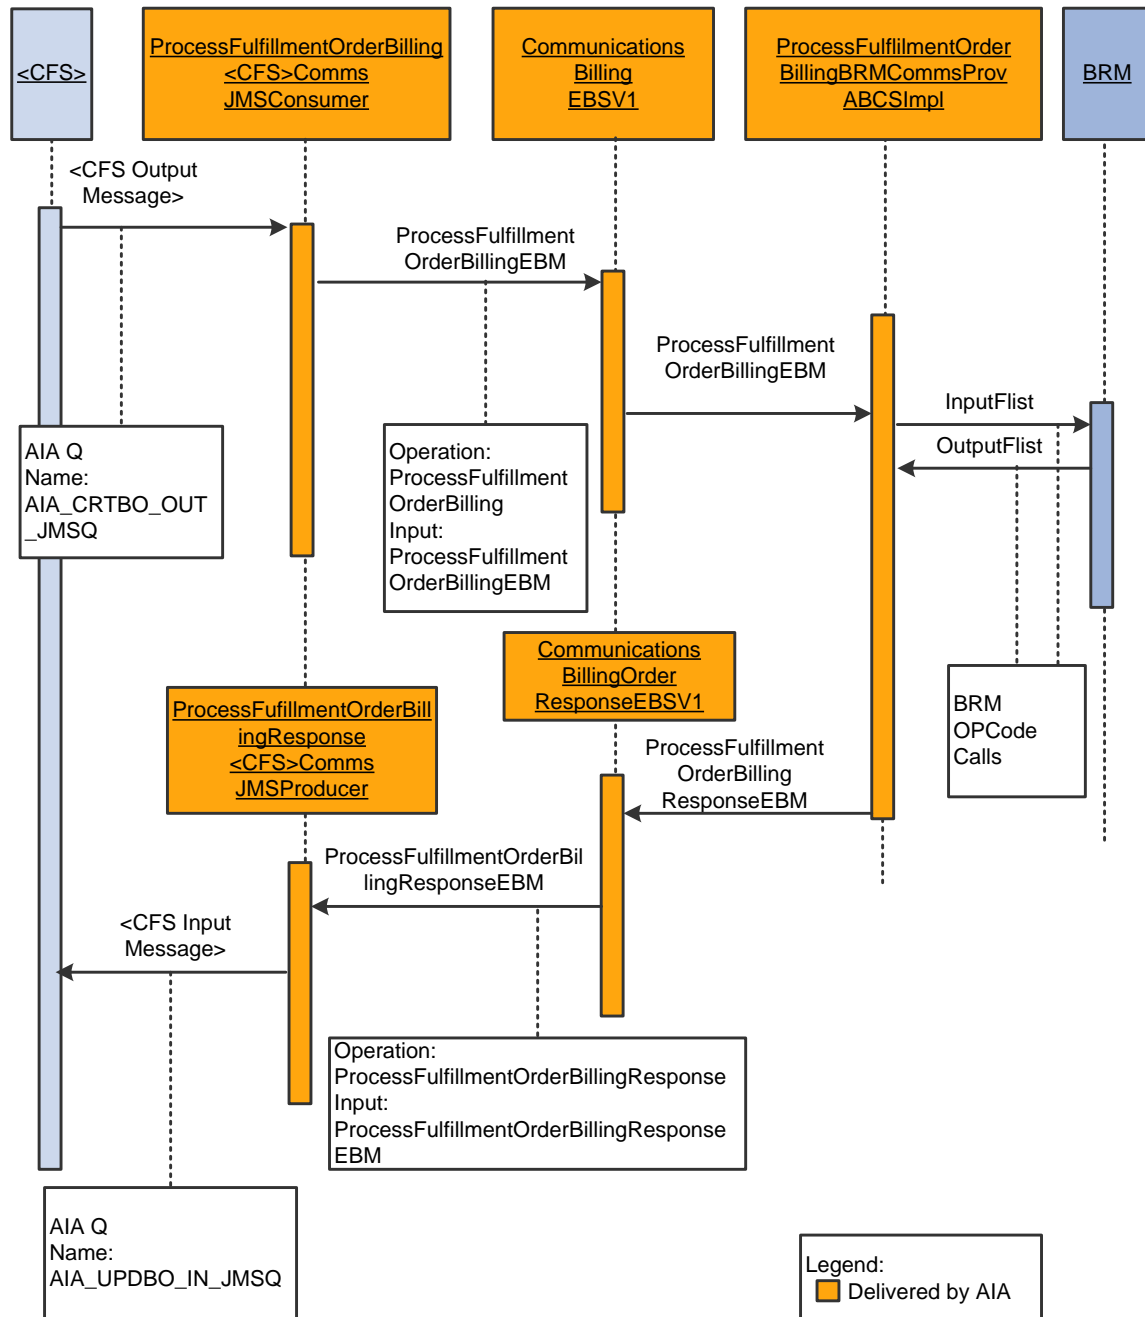 <CFS>
ProcessFulfillmentOrderBilling
<CFS>Comms
JMSConsumer
Communications
Billing
EBSV1
ProcessFulflilmentOrder
BillingBRMCommsProv
ABCSImpl
BRM
<CFS Output
Message>
ProcessFulfillment
OrderBillingEBM
ProcessFulfillment
OrderBillingEBM
InputFlist
OutputFlist
AIA Q
Name:
AIA_CRTBO_OUT
_JMSQ
Operation:
ProcessFulfillment
OrderBilling
Input:
ProcessFulfillment
OrderBillingEBM
Communications
BillingOrder
ResponseEBSV1
BRM
OPCode
Calls
ProcessFufillmentOrderBill
ingResponse
<CFS>Comms
JMSProducer
ProcessFulfillment
OrderBilling
ResponseEBM
ProcessFulfillmentOrderBil
lingResponseEBM
<CFS Input
Message>
Operation:
ProcessFulfillmentOrderBillingResponse
Input:
ProcessFulfillmentOrderBillingResponse
EBM
AIA Q
Name:
AIA_UPDBO_IN_JMSQ
Legend:
Delivered by AIA